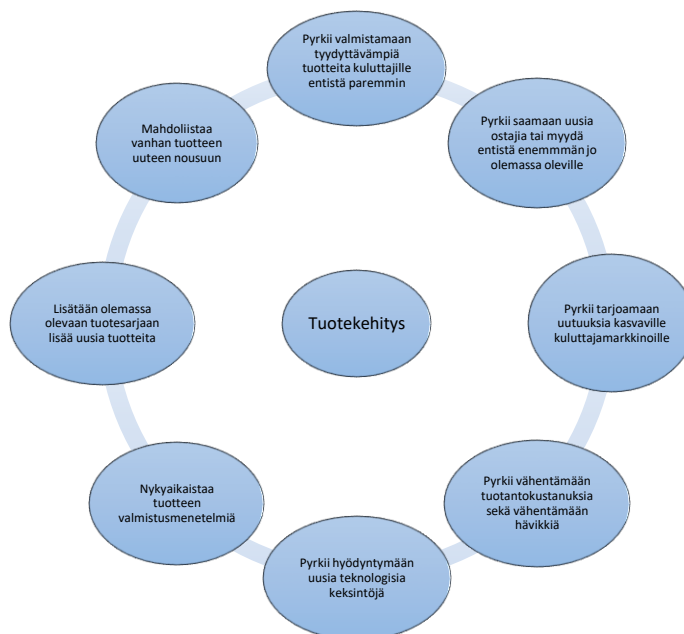 Pyrkii valmistamaan
tyydyttävämpiä
tuotteita kuluttajille
entistä paremmin
Pyrkii saamaan uusia
ostajia tai myydä
entistä enemmmän jo
olemassa oleville
Pyrkii tarjoamaan
uutuuksia kasvaville
kuluttajamarkkinoille
Pyrkii vähentämään
tuotantokustanuksia
sekä vähentämään
hävikkiä
Pyrkii hyödyntymään
uusia teknologisia
keksintöjä
Nykyaikaistaa
tuotteen
valmistusmenetelmiä
Lisätään olemassa
olevaan tuotesarjaan
lisää uusia tuotteita
Mahdoliistaa
vanhan tuotteen
uuteen nousuun
Tuotekehitys